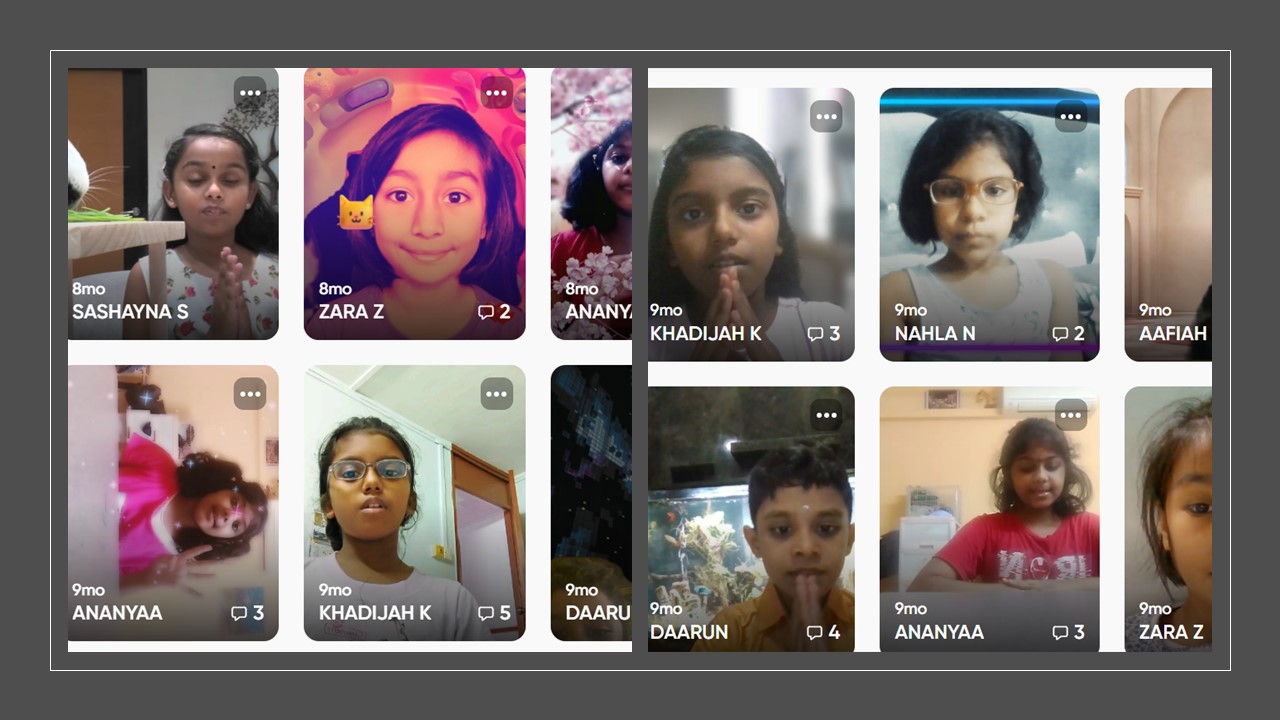 8mo
SASHAYNA S
8mo
ZARA Z
2
8mo
ANANYA
9mo
ANANYAA
3
9mo
KHADIJAH K
5
9mo
DAARU
9mo
KHADIJAH K
3
9mo
NAHLA N
2
9mo
AAFIAH
9mo
DAARUN
4
9mo
ANANYAA
3
9mo
ZARA Z